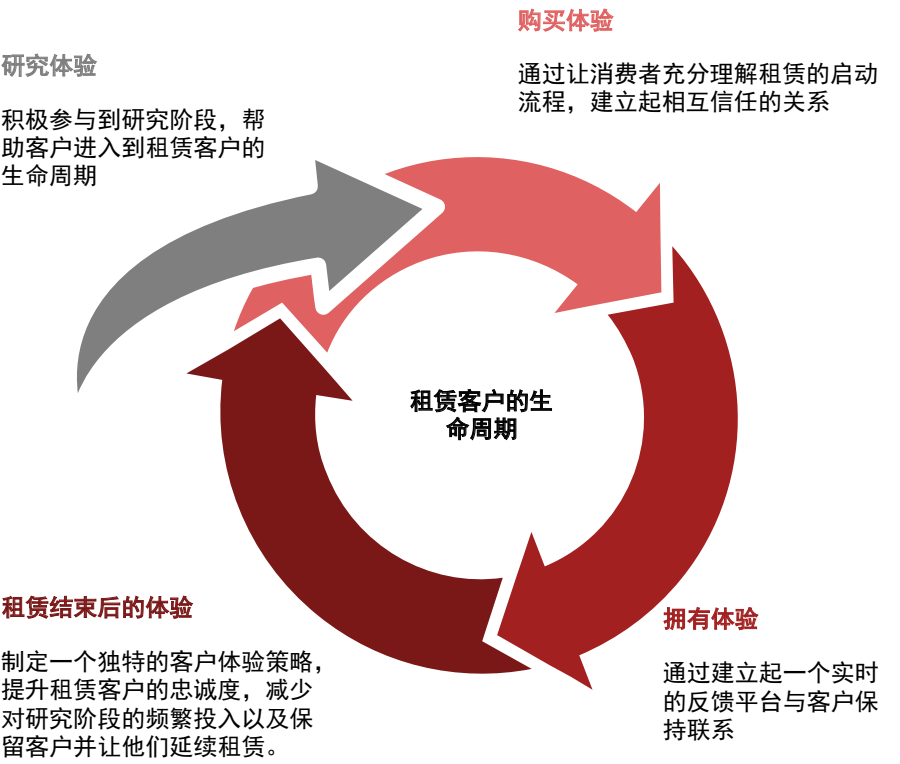 研究体验
积极参与到研究阶段，帮
助客户进入到租赁客户的
生命周期
购买体验
通过让消费者充分理解租赁的启动
流程，建立起相互信任的关系
租赁客户的生
命周期
租赁结束后的体验
制定一个独特的客户体验策略，
提升租赁客户的忠诚度，减少
对研究阶段的频繁投入以及保
留客户并让他们延续租赁。
拥有体验
通过建立起一个实时
的反馈平台与客户保
持联系